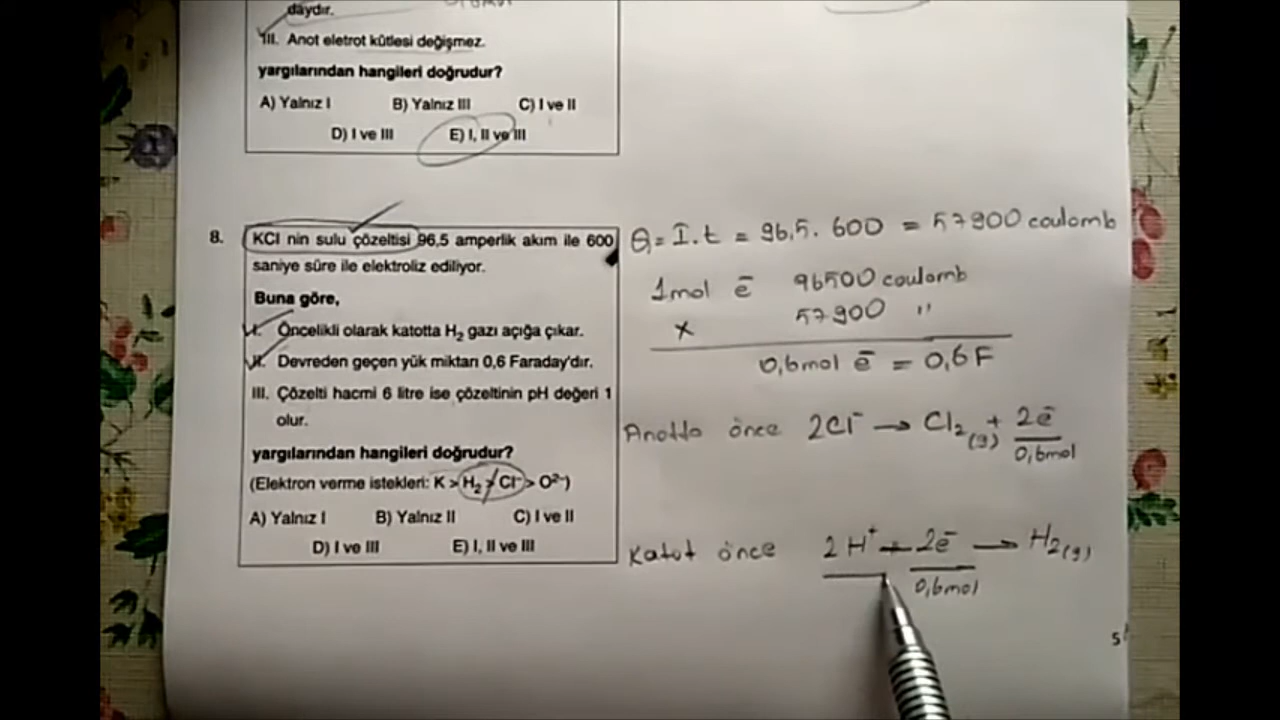 daydır.
III. Anot eletrot kütlesi değişmez.
yargılarından hangileri doğrudur?
A) Yalnız I B) Yalnız III C) I ve II
D) I ve III E) I, II ve III
8. KCl nin sulu çözeltisi 96,5 amperlik akım ile 600
saniye süre ile elektroliz ediliyor.
Buna göre,
I. Öncelikli olarak katotta H₂ gazı açığa çıkar.
II. Devreden geçen yük miktarı 0,6 Faraday'dır.
III. Çözelti hacmi 6 litre ise çözeltinin pH değeri 1
olur.
yargılarından hangileri doğrudur?
(Elektron verme istekleri: K > H₂ > Cl⁻ > O²⁻)
A) Yalnız I B) Yalnız II C) I ve II
D) I ve III E) I, II ve III
Q = I.t = 96,5 . 600 = 57900 coulomb
1mol e⁻ 96500 coulomb
x 57900 "
0,6mol e⁻ = 0,6F
Anotta önce 2Cl⁻ → Cl₂(g) + 2e⁻
0,6mol
Katot önce 2H⁺ + 2e⁻ → H₂(g)
0,6mol
5